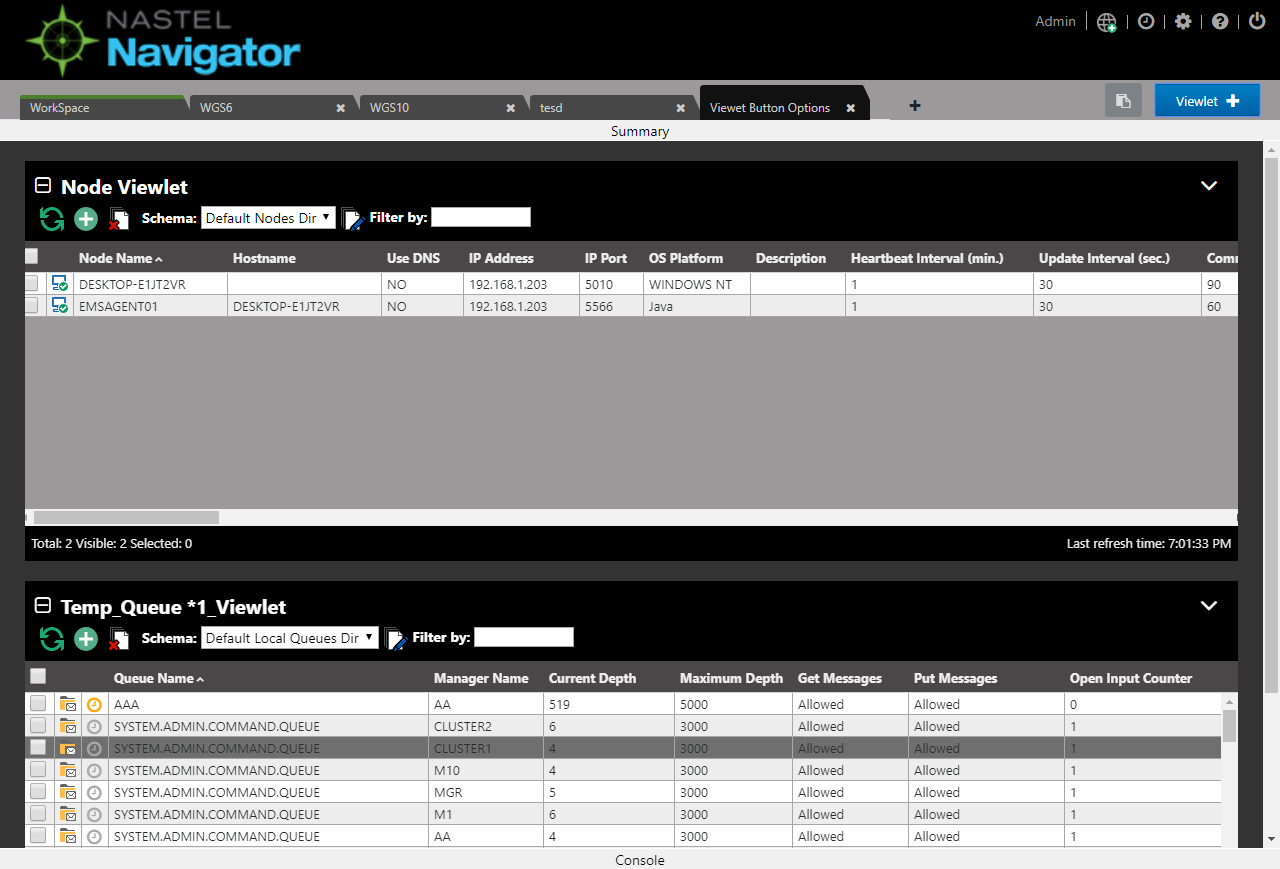 NASTEL
Navigator
Admin
WorkSpace WGS6 WGS10 tesd Viewet Button Options Viewlet
Summary
Node Viewlet
Schema: Default Nodes Dir Filter by:
Node Name Hostname Use DNS IP Address IP Port OS Platform Description Heartbeat Interval (min.) Update Interval (sec.) Comm
DESKTOP-E1JT2VR NO 192.168.1.203 5010 WINDOWS NT 1 30 90
EMSAGENT01 DESKTOP-E1JT2VR NO 192.168.1.203 5566 Java 1 30 60
Total: 2 Visible: 2 Selected: 0 Last refresh time: 7:01:33 PM
Temp_Queue *1_Viewlet
Schema: Default Local Queues Dir Filter by:
Queue Name Manager Name Current Depth Maximum Depth Get Messages Put Messages Open Input Counter
AAA AA 519 5000 Allowed Allowed 0
SYSTEM.ADMIN.COMMAND.QUEUE CLUSTER2 6 3000 Allowed Allowed 1
SYSTEM.ADMIN.COMMAND.QUEUE CLUSTER1 4 3000 Allowed Allowed 1
SYSTEM.ADMIN.COMMAND.QUEUE M10 4 3000 Allowed Allowed 1
SYSTEM.ADMIN.COMMAND.QUEUE MGR 5 3000 Allowed Allowed 1
SYSTEM.ADMIN.COMMAND.QUEUE M1 6 3000 Allowed Allowed 1
SYSTEM.ADMIN.COMMAND.QUEUE AA 4 3000 Allowed Allowed 1
Console